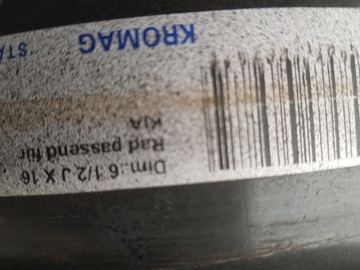 Dim.:6 1/2 J X 16
Rad passend für
KIA
KROMAG